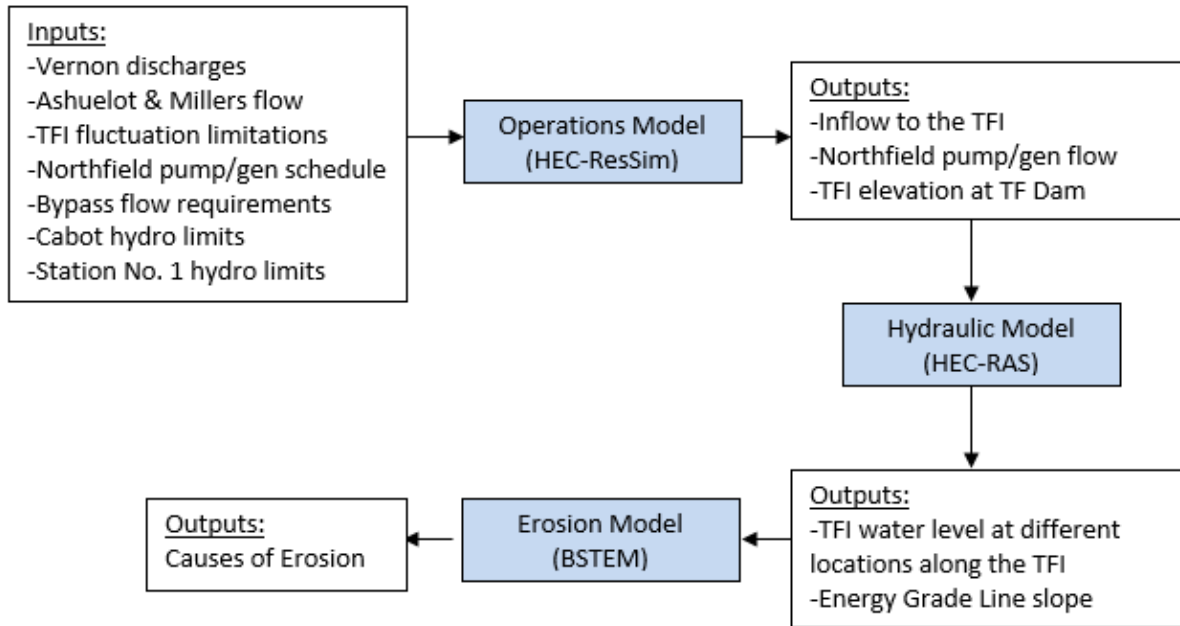 Inputs:
-Vernon discharges
-Ashuelot & Millers flow
-TFI fluctuation limitations
-Northfield pump/gen schedule
-Bypass flow requirements
-Cabot hydro limits
-Station No. 1 hydro limits
Operations Model
(HEC-ResSim)
Outputs:
-Inflow to the TFI
-Northfield pump/gen flow
-TFI elevation at TF Dam
Hydraulic Model
(HEC-RAS)
Outputs:
-TFI water level at different
locations along the TFI
-Energy Grade Line slope
Erosion Model
(BSTEM)
Outputs:
Causes of Erosion